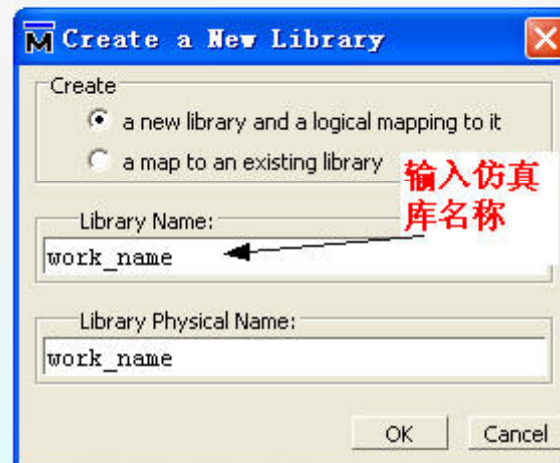 Create a New Library
Create
a new library and a logical mapping to it
a map to an existing library
输入仿真
库名称
Library Name:
work_name
Library Physical Name:
work_name
OK
Cancel